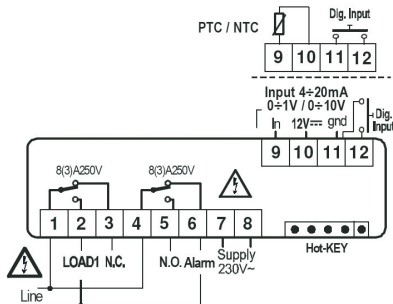 PTC / NTC
Dig. Input
9 10 11 12
Input 4÷20mA
0÷1V / 0÷10V
In 12V gnd
Dig.
Input
9 10 11 12
8(3)A250V 8(3)A250V
1 2 3 4 5 6 7 8
Hot-KEY
LOAD1 N.C. N.O. Alarm Supply
230V~
Line